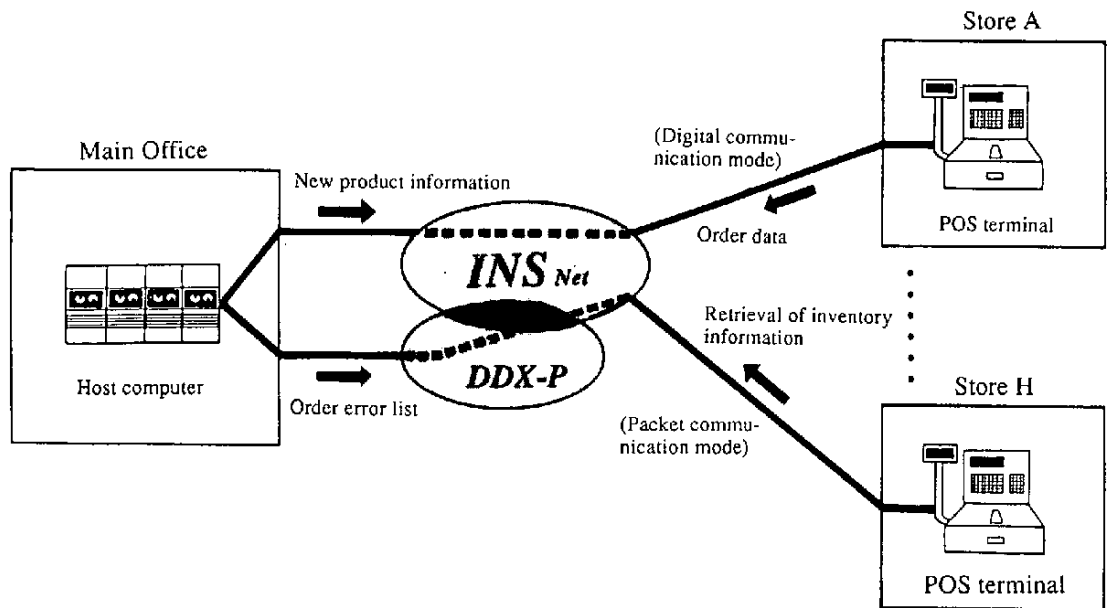 Store A
POS terminal
Main Office
Host computer
New product information
Order error list
INS Net
DDX-P
(Digital commu-
nication mode)
Order data
Retrieval of inventory
information
(Packet commu-
nication mode)
Store H
POS terminal